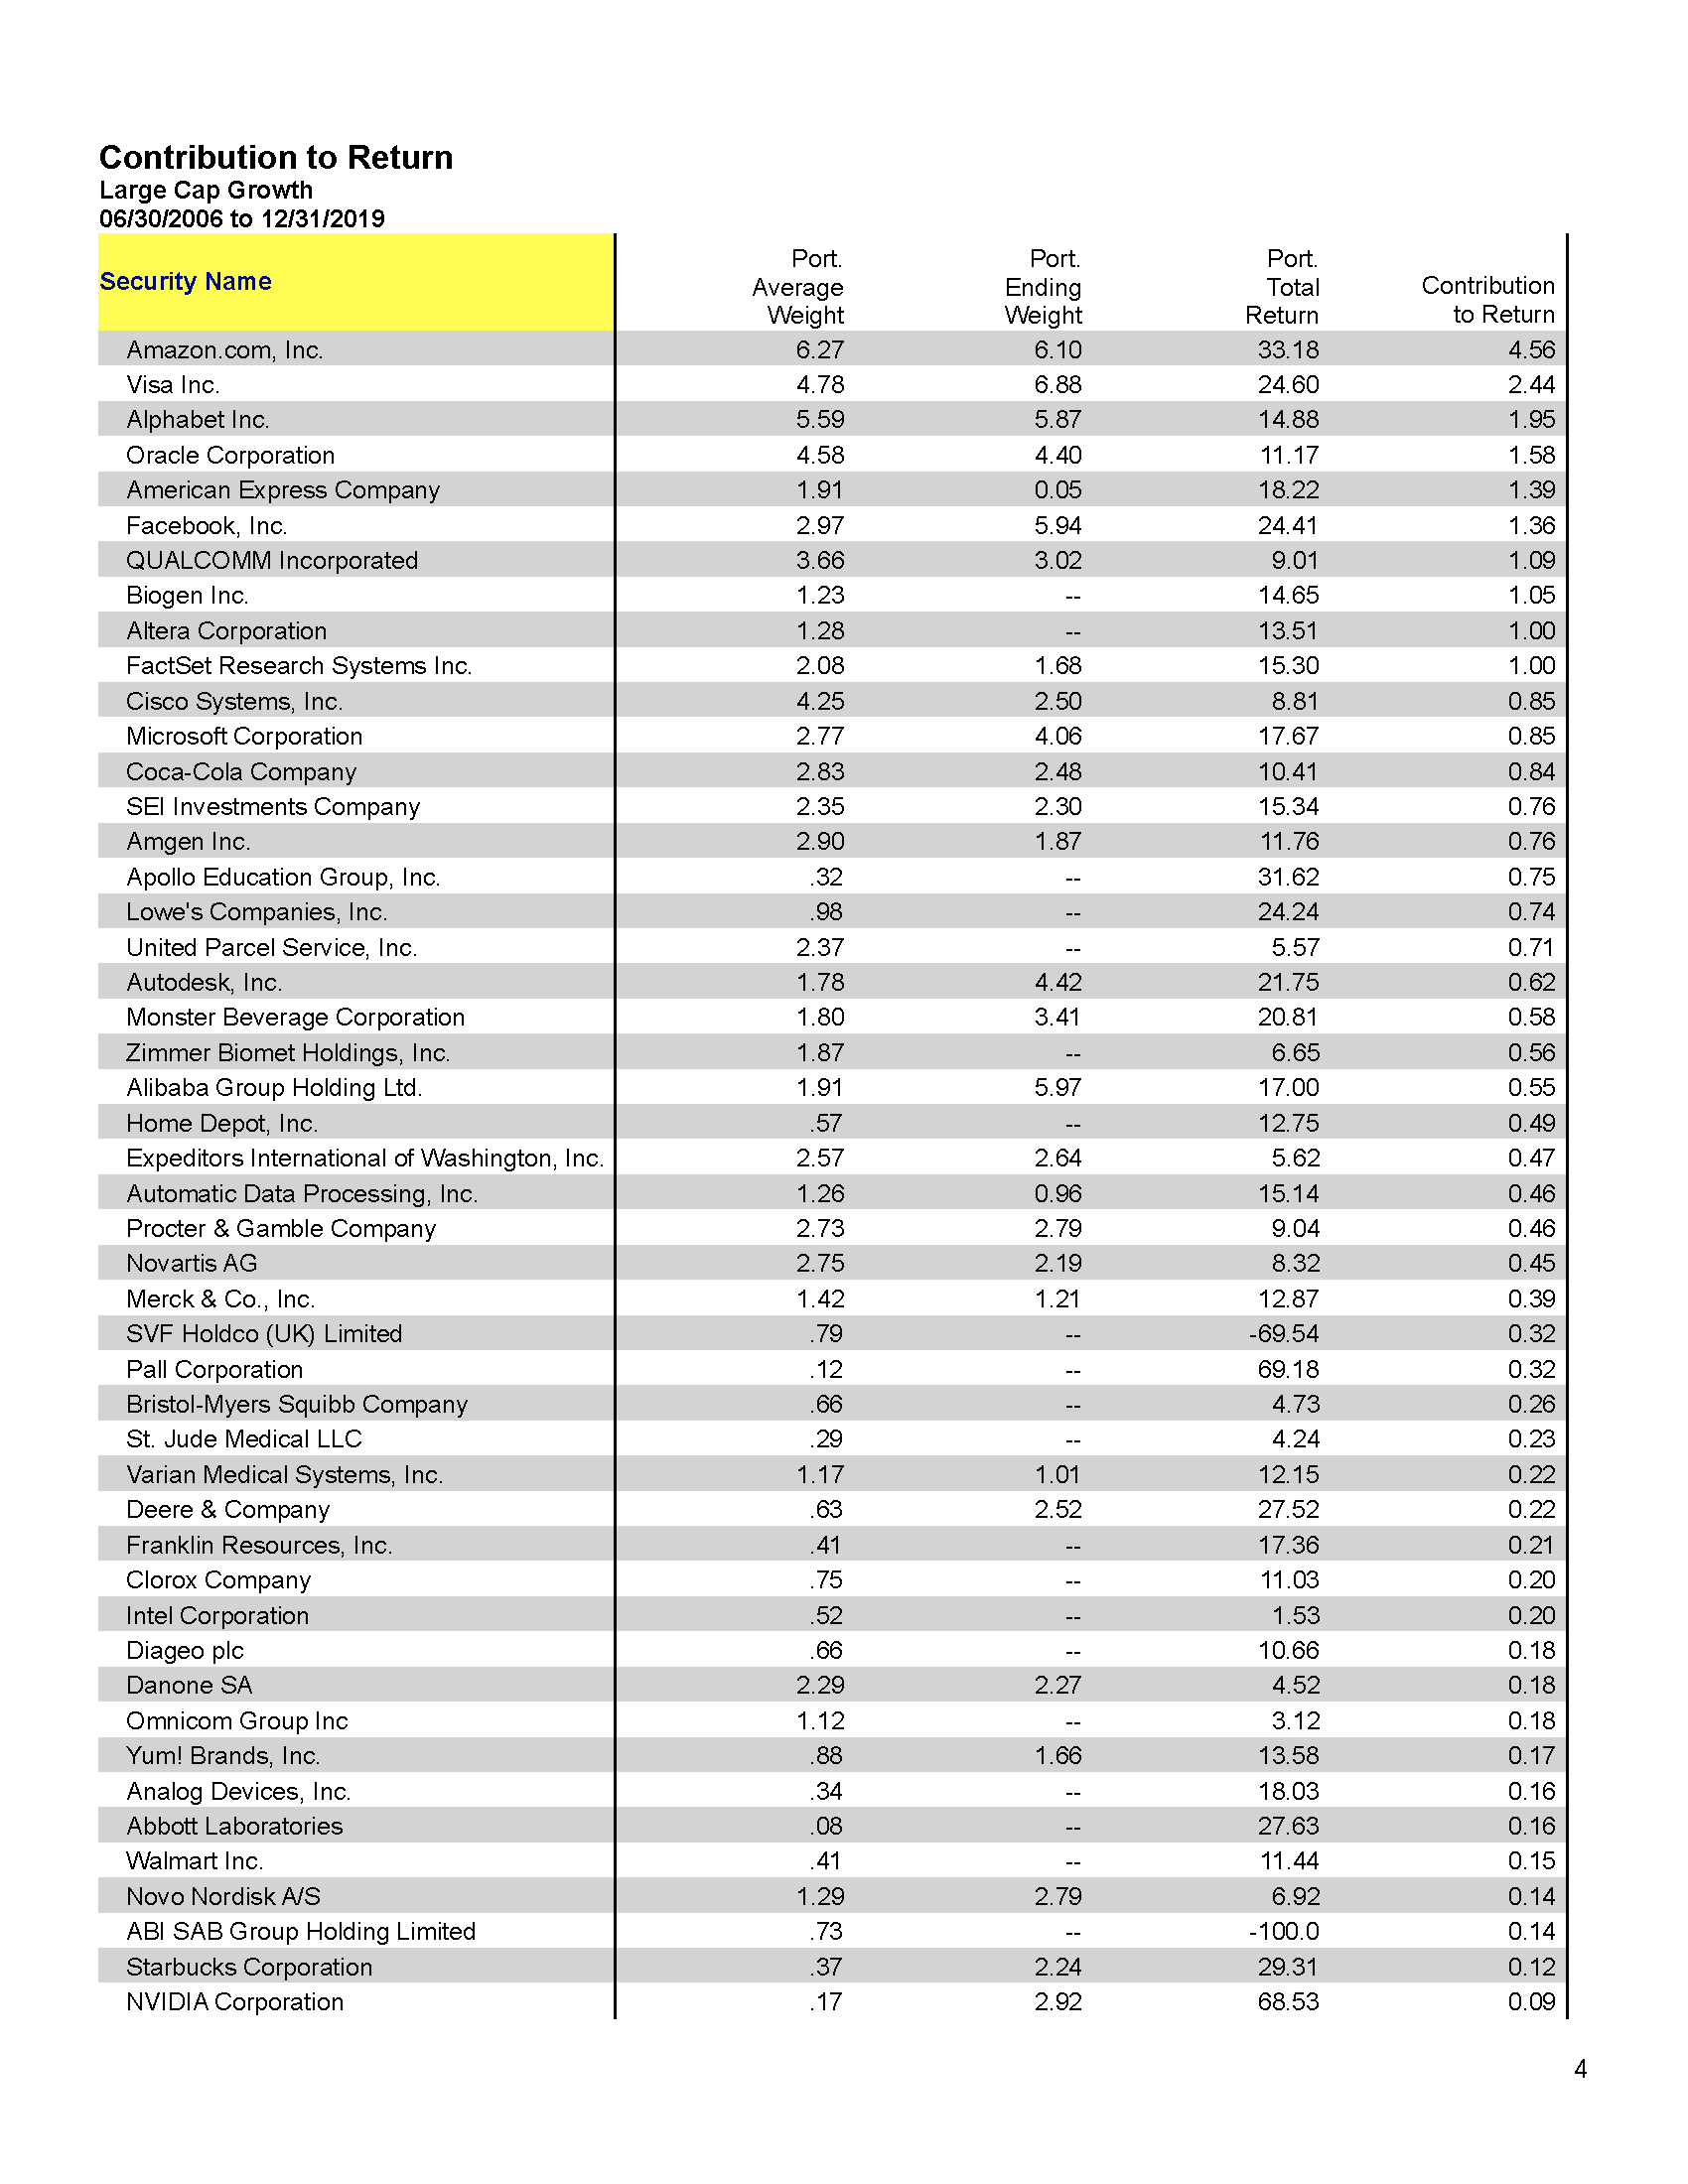 Contribution to Return
Large Cap Growth
06/30/2006 to 12/31/2019
Security Name Port. Average Weight Port. Ending Weight Port. Total Return Contribution to Return
Amazon.com, Inc. 6.27 6.10 33.18 4.56
Visa Inc. 4.78 6.88 24.60 2.44
Alphabet Inc. 5.59 5.87 14.88 1.95
Oracle Corporation 4.58 4.40 11.17 1.58
American Express Company 1.91 0.05 18.22 1.39
Facebook, Inc. 2.97 5.94 24.41 1.36
QUALCOMM Incorporated 3.66 3.02 9.01 1.09
Biogen Inc. 1.23 -- 14.65 1.05
Altera Corporation 1.28 -- 13.51 1.00
FactSet Research Systems Inc. 2.08 1.68 15.30 1.00
Cisco Systems, Inc. 4.25 2.50 8.81 0.85
Microsoft Corporation 2.77 4.06 17.67 0.85
Coca-Cola Company 2.83 2.48 10.41 0.84
SEI Investments Company 2.35 2.30 15.34 0.76
Amgen Inc. 2.90 1.87 11.76 0.76
Apollo Education Group, Inc. .32 -- 31.62 0.75
Lowe's Companies, Inc. .98 -- 24.24 0.74
United Parcel Service, Inc. 2.37 -- 5.57 0.71
Autodesk, Inc. 1.78 4.42 21.75 0.62
Monster Beverage Corporation 1.80 3.41 20.81 0.58
Zimmer Biomet Holdings, Inc. 1.87 -- 6.65 0.56
Alibaba Group Holding Ltd. 1.91 5.97 17.00 0.55
Home Depot, Inc. .57 -- 12.75 0.49
Expeditors International of Washington, Inc. 2.57 2.64 5.62 0.47
Automatic Data Processing, Inc. 1.26 0.96 15.14 0.46
Procter & Gamble Company 2.73 2.79 9.04 0.46
Novartis AG 2.75 2.19 8.32 0.45
Merck & Co., Inc. 1.42 1.21 12.87 0.39
SVF Holdco (UK) Limited .79 -- -69.54 0.32
Pall Corporation .12 -- 69.18 0.32
Bristol-Myers Squibb Company .66 -- 4.73 0.26
St. Jude Medical LLC .29 -- 4.24 0.23
Varian Medical Systems, Inc. 1.17 1.01 12.15 0.22
Deere & Company .63 2.52 27.52 0.22
Franklin Resources, Inc. .41 -- 17.36 0.21
Clorox Company .75 -- 11.03 0.20
Intel Corporation .52 -- 1.53 0.20
Diageo plc .66 -- 10.66 0.18
Danone SA 2.29 2.27 4.52 0.18
Omnicom Group Inc 1.12 -- 3.12 0.18
Yum! Brands, Inc. .88 1.66 13.58 0.17
Analog Devices, Inc. .34 -- 18.03 0.16
Abbott Laboratories .08 -- 27.63 0.16
Walmart Inc. .41 -- 11.44 0.15
Novo Nordisk A/S 1.29 2.79 6.92 0.14
ABI SAB Group Holding Limited .73 -- -100.0 0.14
Starbucks Corporation .37 2.24 29.31 0.12
NVIDIA Corporation .17 2.92 68.53 0.09
4